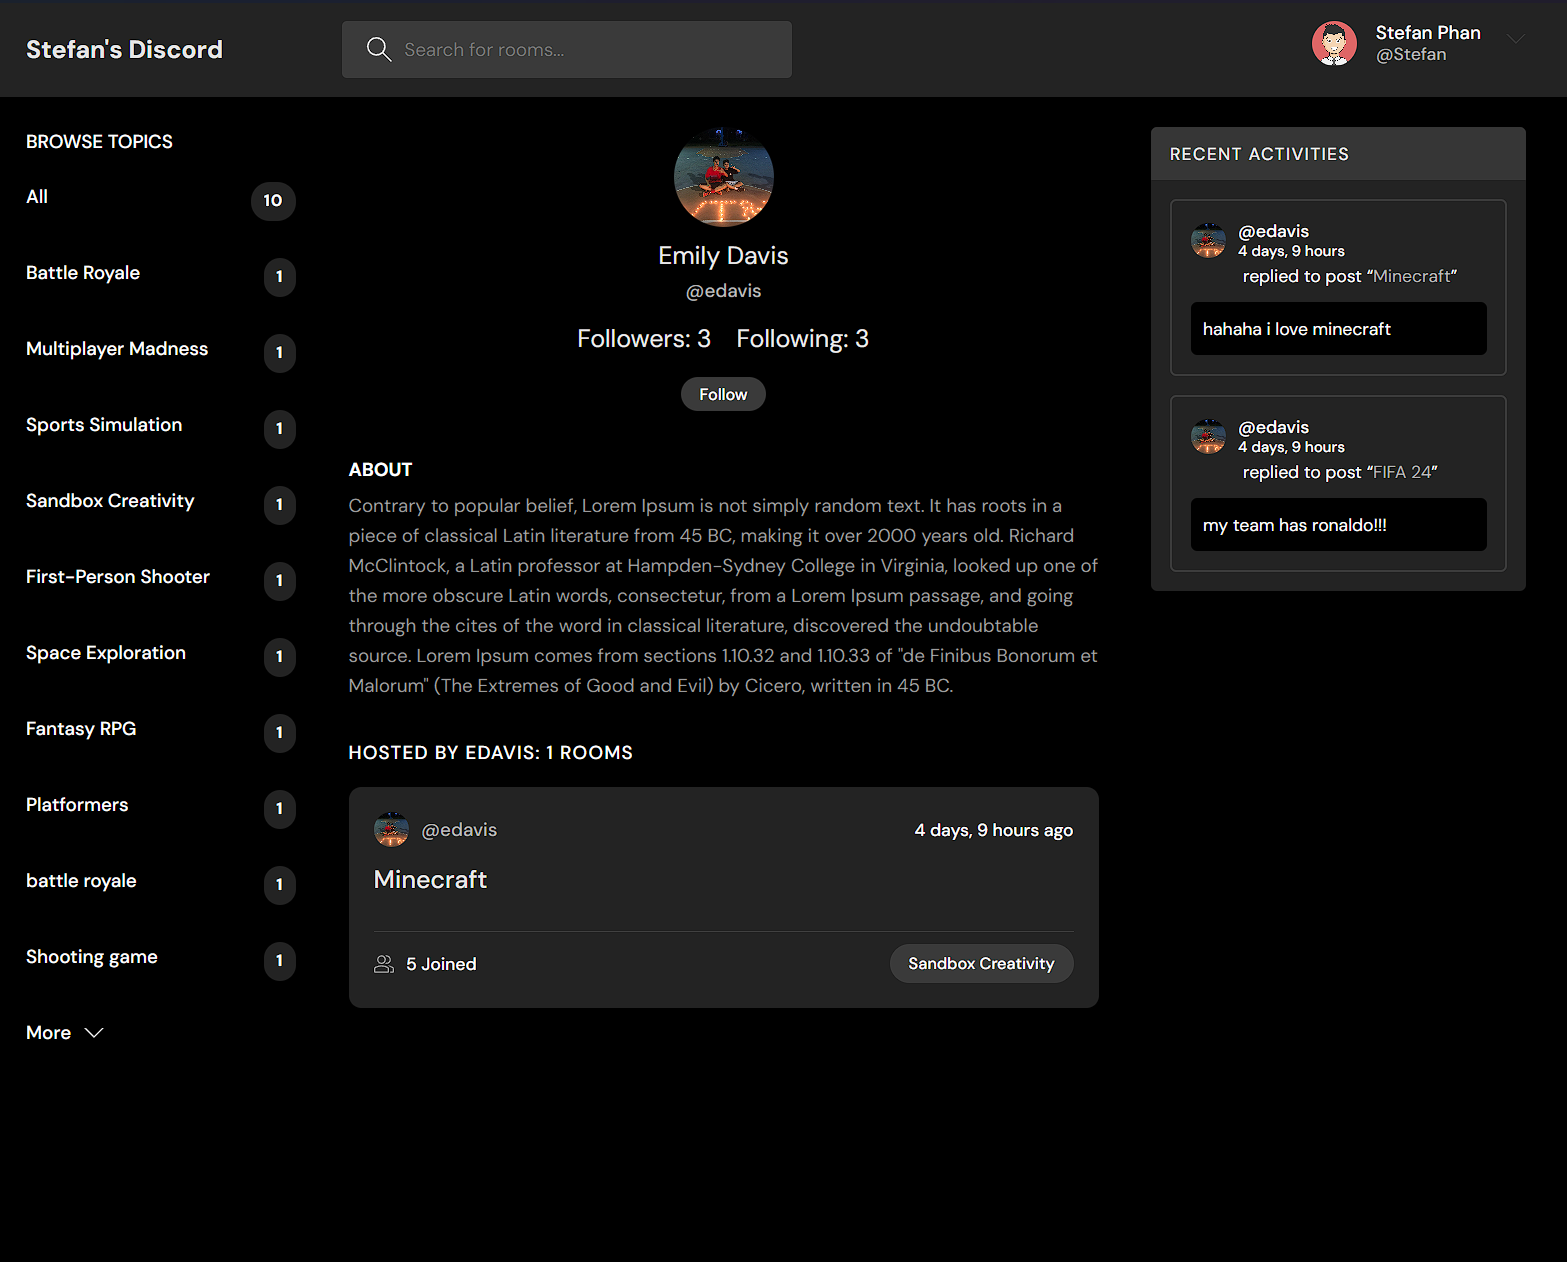 Stefan's Discord
Search for rooms...
Stefan Phan
@Stefan
BROWSE TOPICS
All
10
Battle Royale
1
Multiplayer Madness
1
Sports Simulation
1
Sandbox Creativity
1
First-Person Shooter
1
Space Exploration
1
Fantasy RPG
1
Platformers
1
battle royale
1
Shooting game
1
More
Emily Davis
@edavis
Followers: 3 Following: 3
Follow
ABOUT
Contrary to popular belief, Lorem Ipsum is not simply random text. It has roots in a
piece of classical Latin literature from 45 BC, making it over 2000 years old. Richard
McClintock, a Latin professor at Hampden-Sydney College in Virginia, looked up one of
the more obscure Latin words, consectetur, from a Lorem Ipsum passage, and going
through the cites of the word in classical literature, discovered the undoubtable
source. Lorem Ipsum comes from sections 1.10.32 and 1.10.33 of "de Finibus Bonorum et
Malorum" (The Extremes of Good and Evil) by Cicero, written in 45 BC.
HOSTED BY EDAVIS: 1 ROOMS
@edavis
4 days, 9 hours ago
Minecraft
5 Joined
Sandbox Creativity
RECENT ACTIVITIES
@edavis
4 days, 9 hours
replied to post “Minecraft”
hahaha i love minecraft
@edavis
4 days, 9 hours
replied to post “FIFA 24”
my team has ronaldo!!!